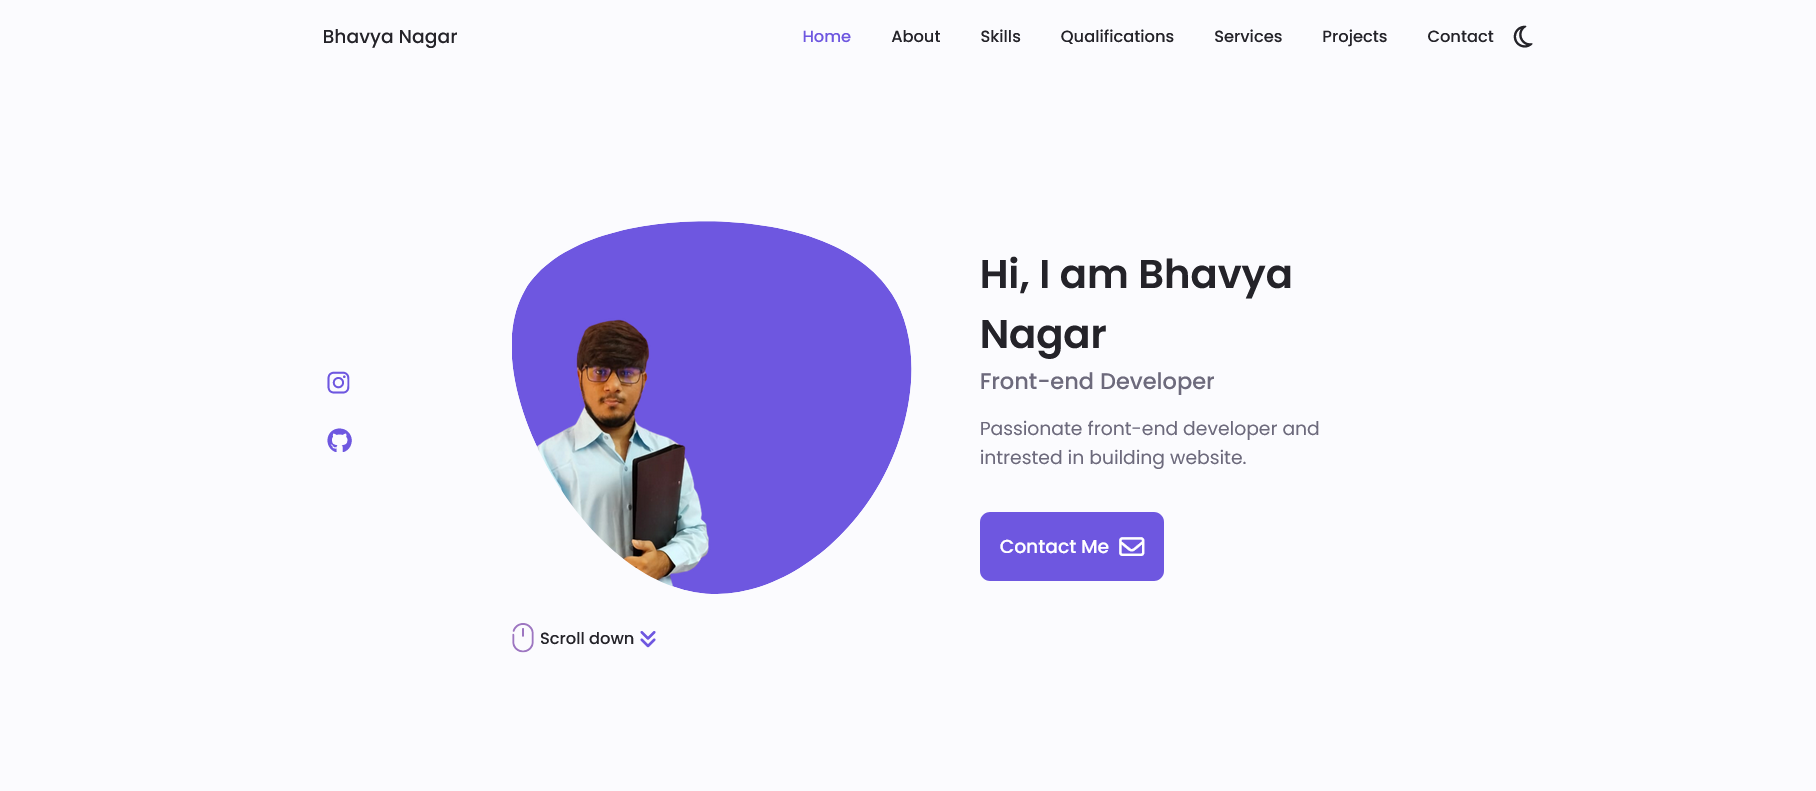 Bhavya Nagar
Home About Skills Qualifications Services Projects Contact
Hi, I am Bhavya
Nagar
Front-end Developer
Passionate front-end developer and
intrested in building website.
Contact Me
Scroll down